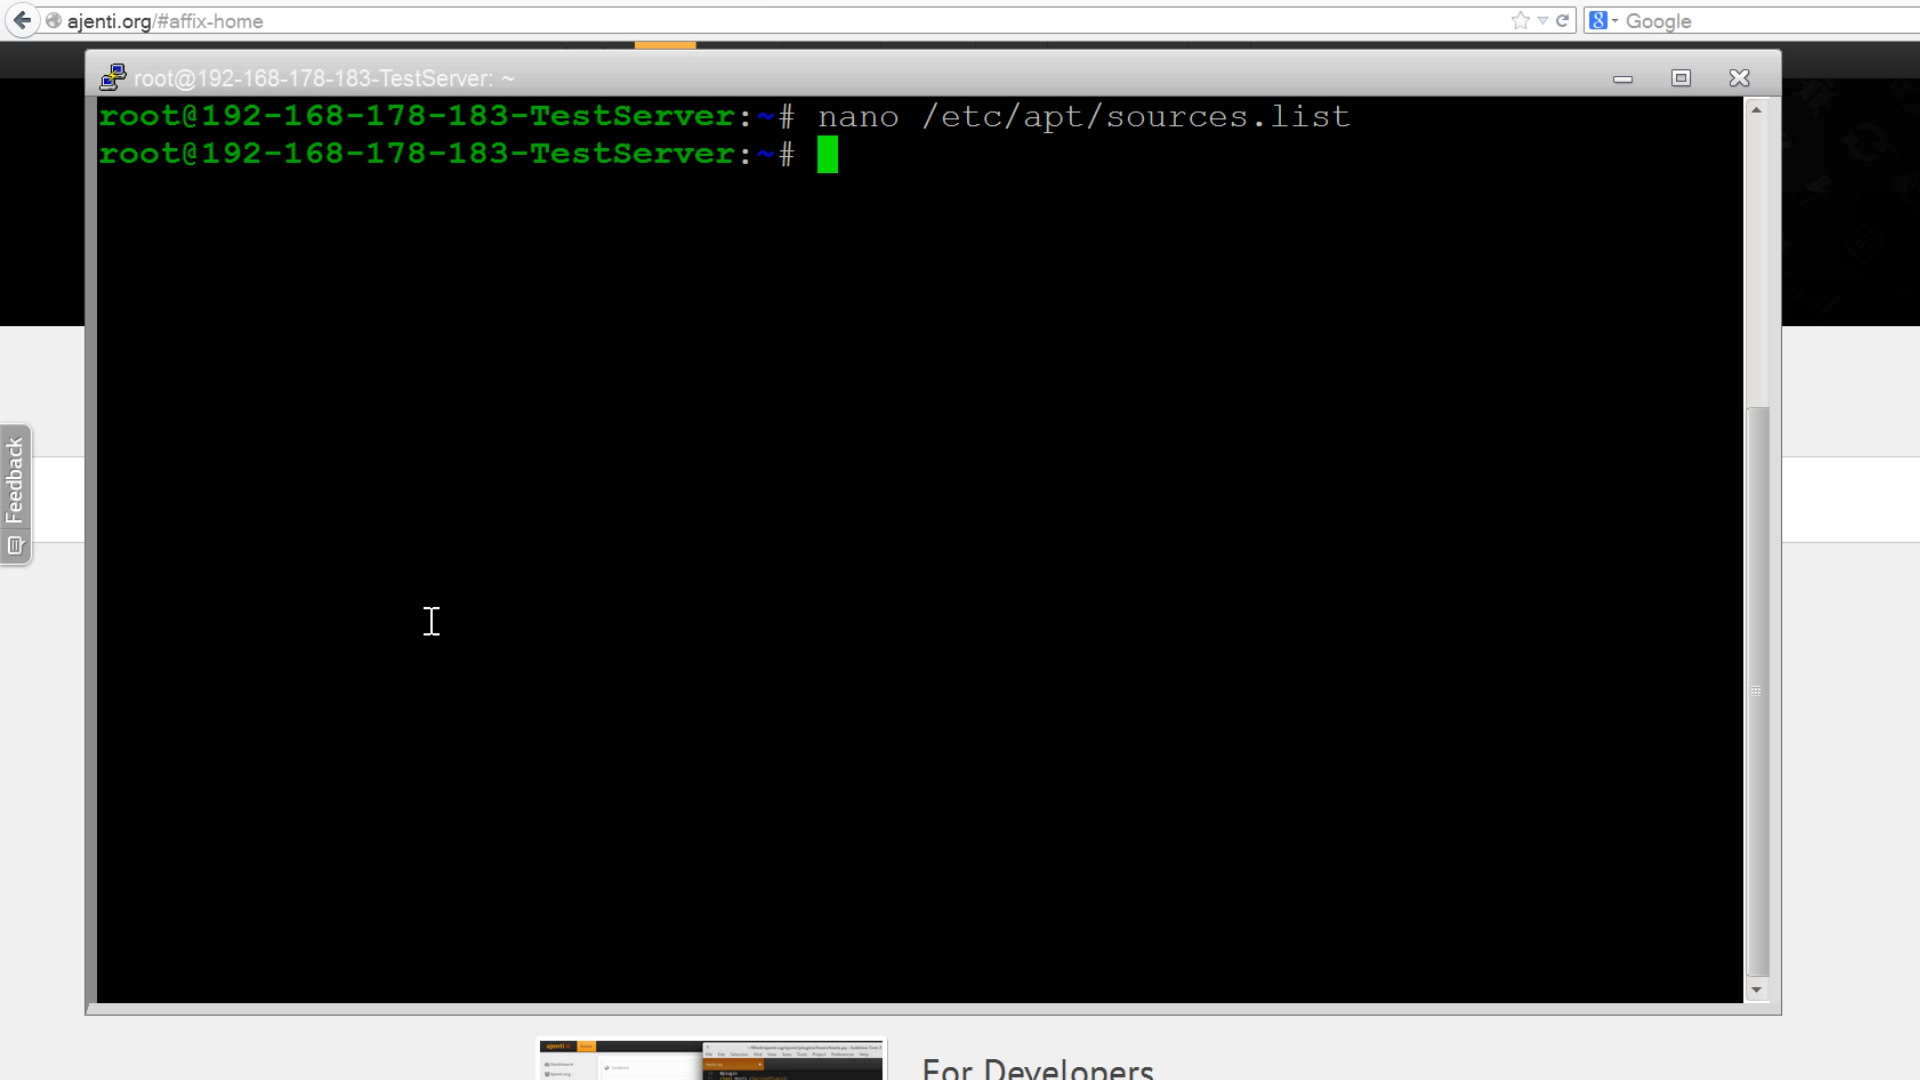 ajenti.org/#affix-home
Google
root@192-168-178-183-TestServer: ~
root@192-168-178-183-TestServer:~# nano /etc/apt/sources.list
root@192-168-178-183-TestServer:~#
Feedback
ajenti
For Developers